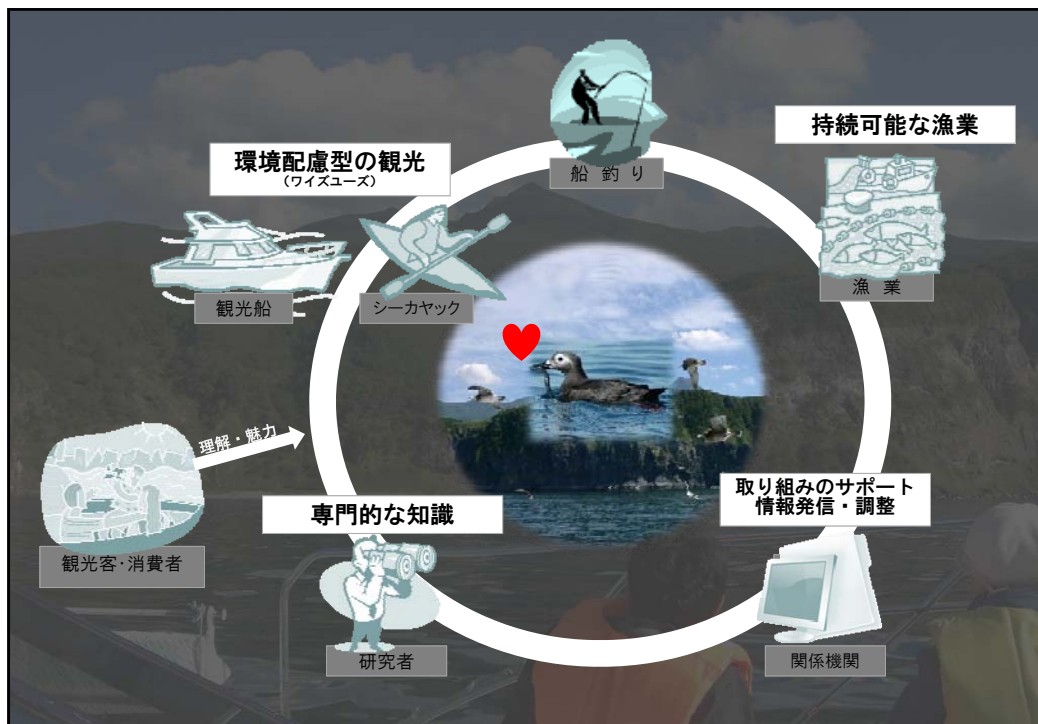 船 釣 り
持続可能な漁業
漁 業
環境配慮型の観光
（ワイズユーズ）
観光船
シーカヤック
理解・魅力
観光客・消費者
専門的な知識
研究者
取り組みのサポート
情報発信・調整
関係機関